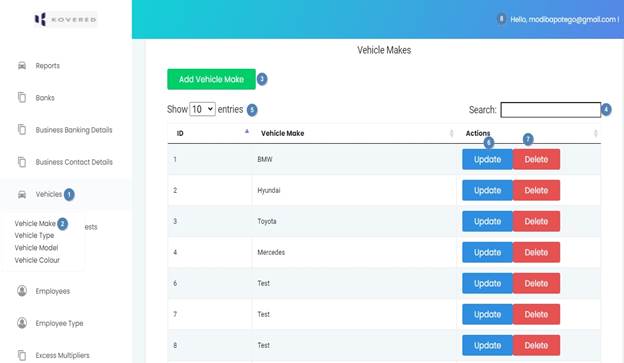 KOVERED
8 Hello, modibapotego@gmail.com |
Reports
Banks
Business Banking Details
Business Contact Details
Vehicles 1
Vehicle Make 2
ests
Vehicle Type
Vehicle Model
Vehicle Colour
Employees
Employee Type
Excess Multipliers
Vehicle Makes
Add Vehicle Make 3
Show 10 entries 5
Search: 4
ID Vehicle Make Actions
6 7
1 BMW Update Delete
2 Hyundai Update Delete
3 Toyota Update Delete
4 Mercedes Update Delete
6 Test Update Delete
7 Test Update Delete
8 Test Update Delete